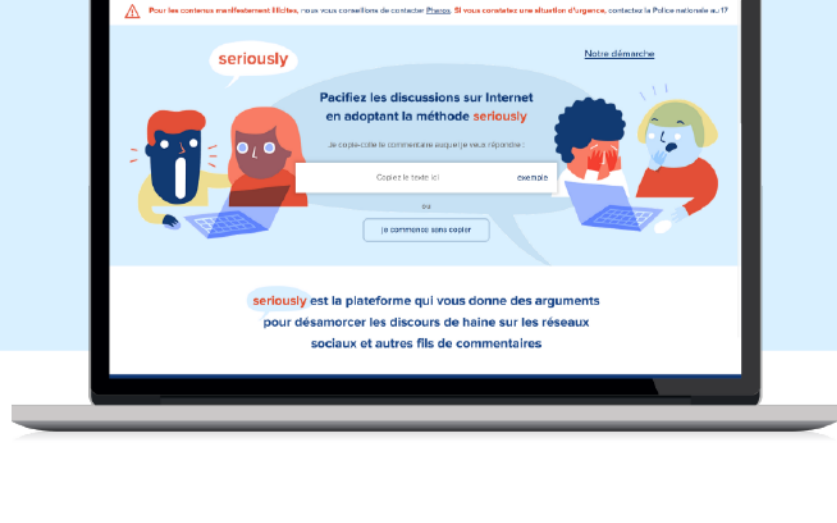 Pour les contenus manifestement illicites, nous vous conseillons de contacter Pharos. Si vous constatez une situation d'urgence, contactez la Police nationale au 17
seriously
Notre démarche
Pacifiez les discussions sur Internet
en adoptant la méthode seriously
Je copie-colle le commentaire auquel je veux répondre :
Copiez le texte ici
exemple
ou
je commence sans copier
seriously est la plateforme qui vous donne des arguments
pour désamorcer les discours de haine sur les réseaux
sociaux et autres fils de commentaires